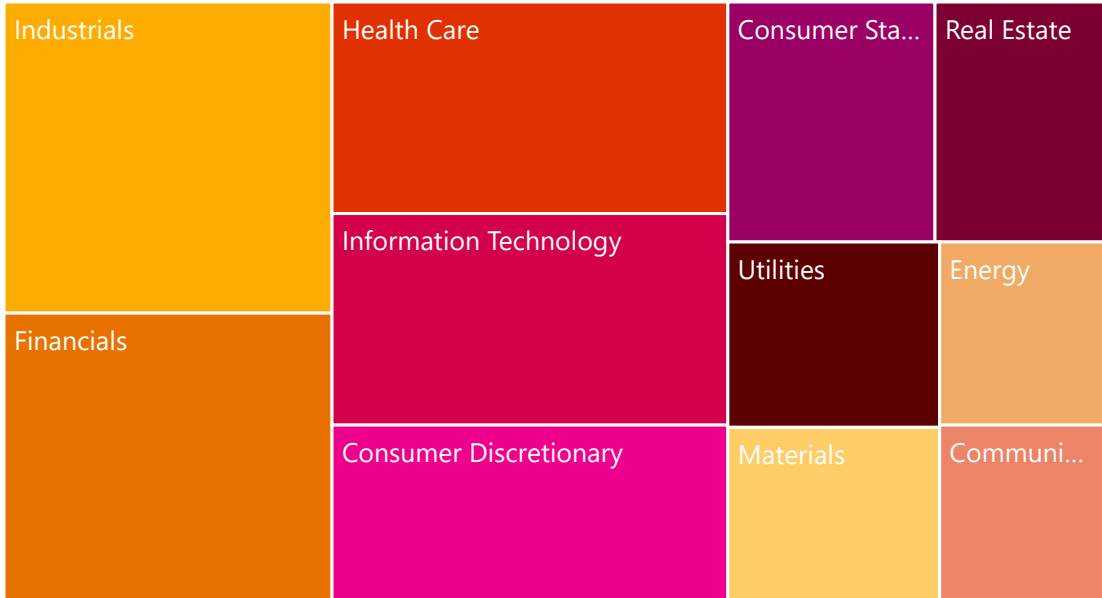 Industrials
Financials
Health Care
Information Technology
Consumer Discretionary
Consumer Sta...
Real Estate
Utilities
Energy
Materials
Communi...